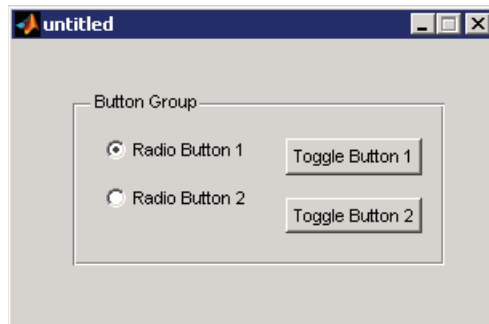 untitled
Button Group
Radio Button 1
Toggle Button 1
Radio Button 2
Toggle Button 2